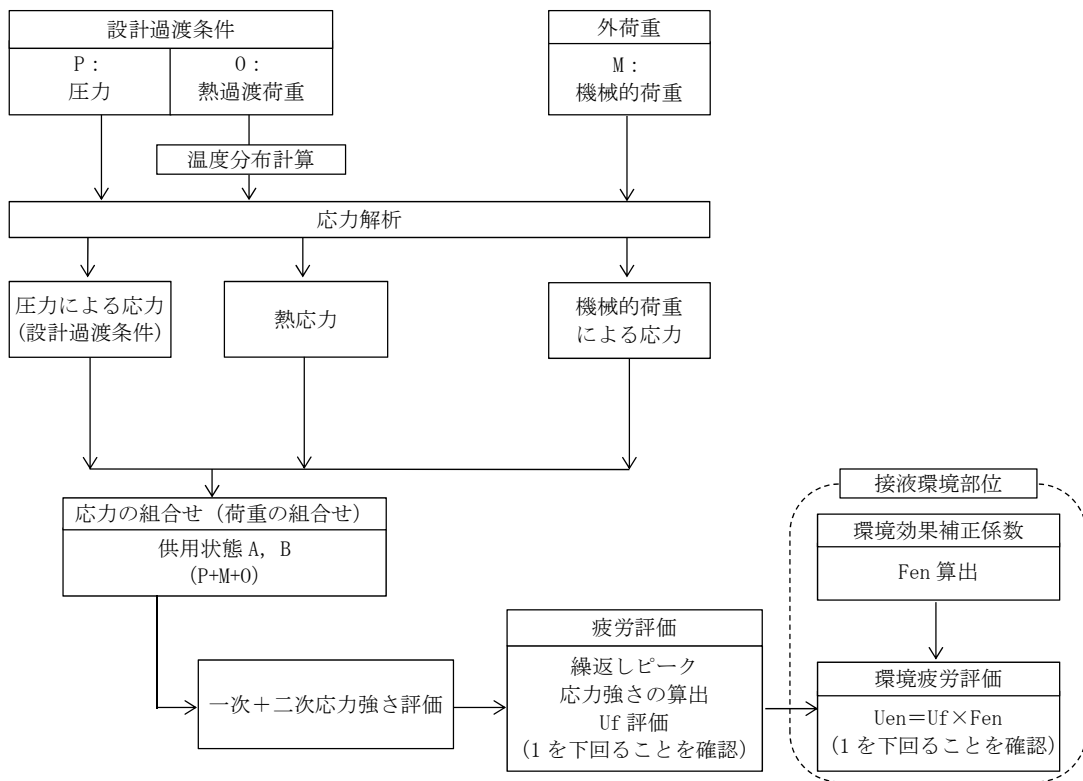 設計過渡条件
P：
圧力
O：
熱過渡荷重
外荷重
M：
機械的荷重
温度分布計算
応力解析
圧力による応力
(設計過渡条件)
熱応力
機械的荷重
による応力
応力の組合せ（荷重の組合せ）
供用状態 A, B
(P+M+O)
一次＋二次応力強さ評価
疲労評価
繰返しピーク
応力強さの算出
Uf 評価
（1 を下回ることを確認）
接液環境部位
環境効果補正係数
Fen 算出
環境疲労評価
Uen＝Uf×Fen
（1 を下回ることを確認）